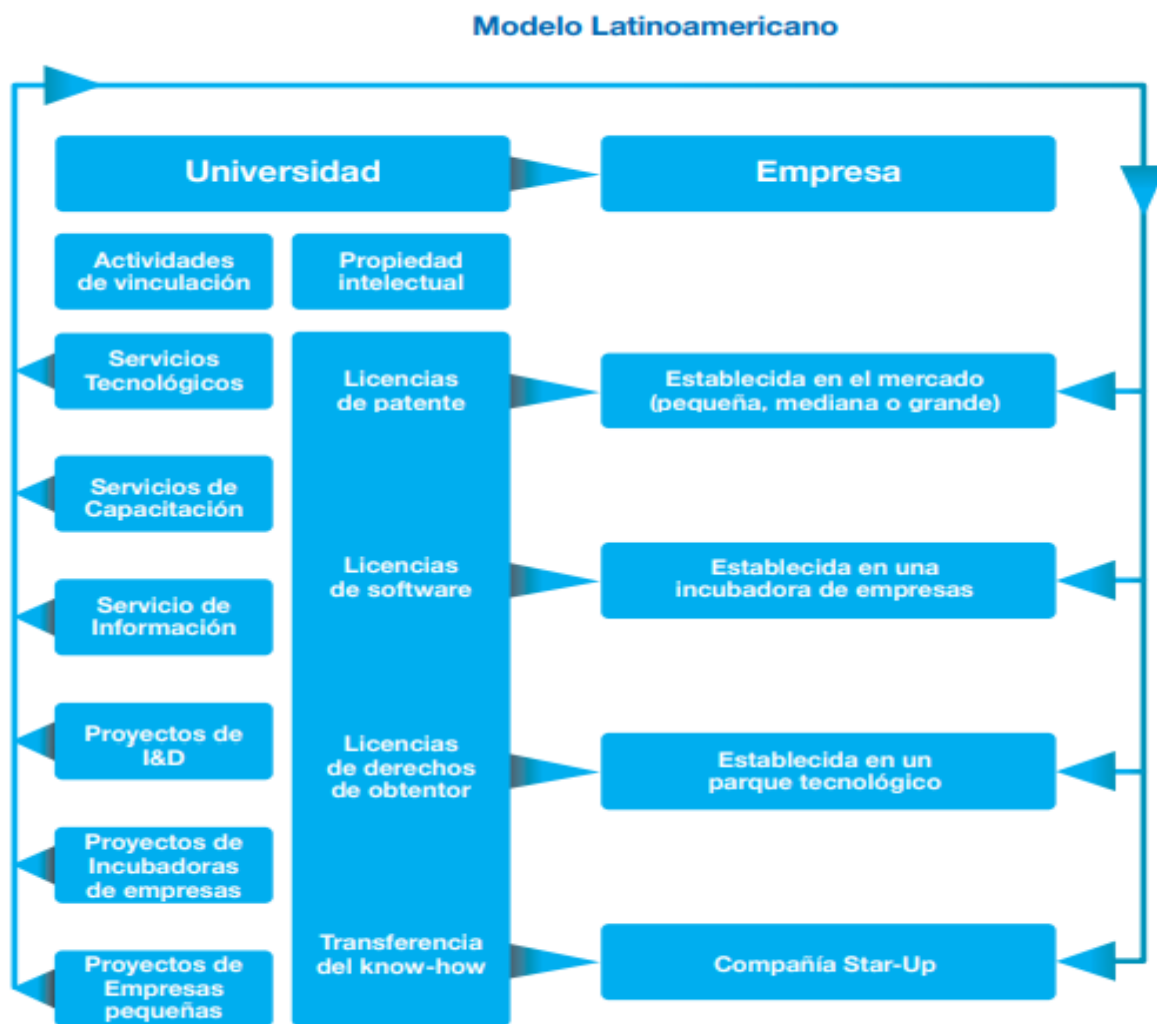 Modelo Latinoamericano
Universidad
Empresa
Actividades
de vinculación
Propiedad
intelectual
Servicios
Tecnológicos
Servicios de
Capacitación
Servicio de
Información
Proyectos de
I&D
Proyectos de
Incubadoras
de empresas
Proyectos de
Empresas
pequeñas
Licencias
de patente
Licencias
de software
Licencias
de derechos
de obtentor
Transferencia
del know-how
Establecida en el mercado
(pequeña, mediana o grande)
Establecida en una
incubadora de empresas
Establecida en un
parque tecnológico
Compañía Star-Up